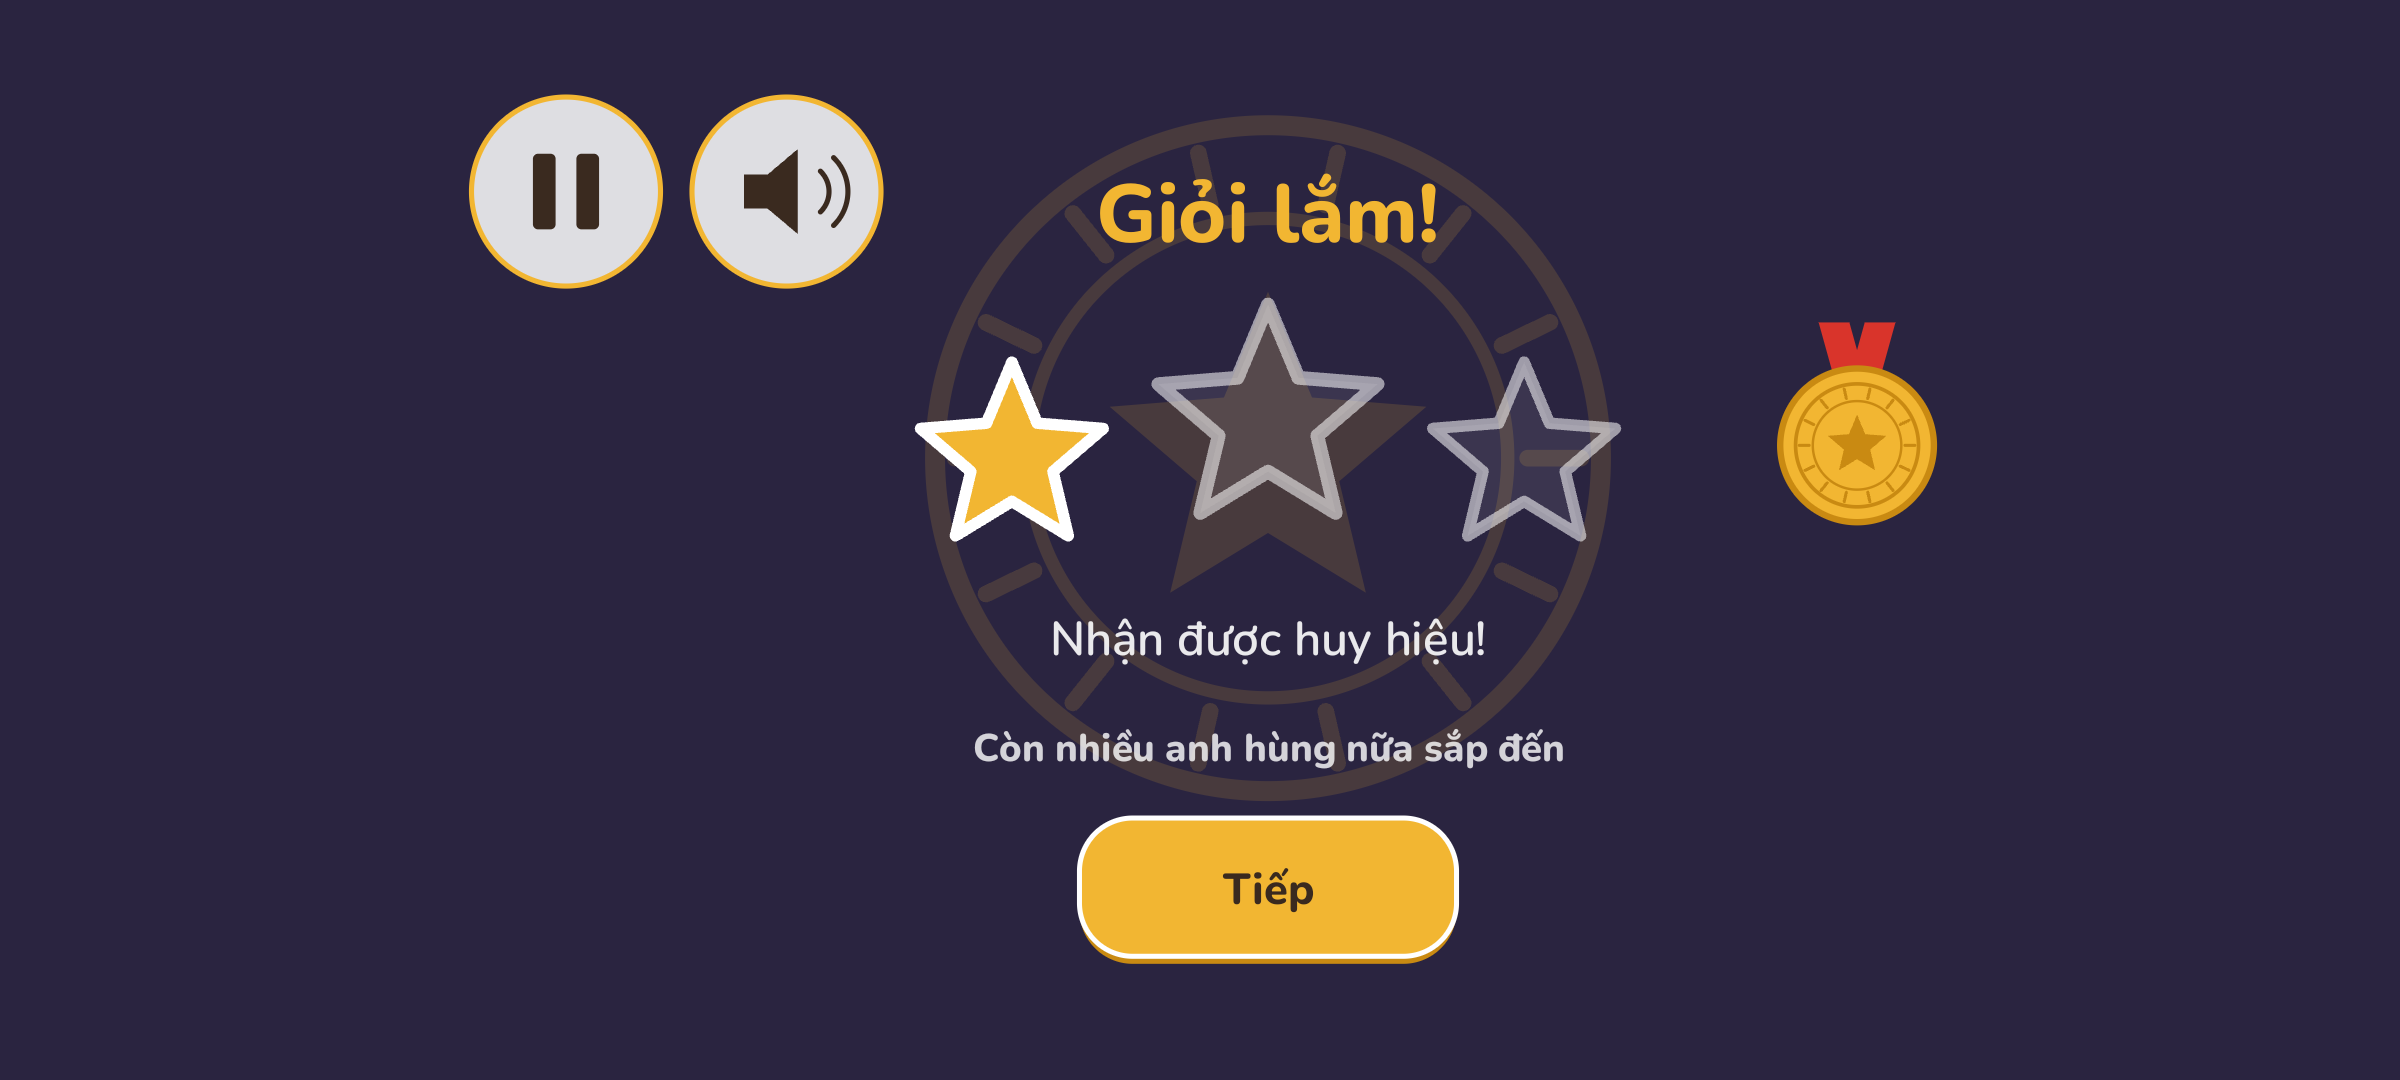 Giỏi lắm!
Nhận được huy hiệu!
Còn nhiều anh hùng nữa sắp đến
Tiếp